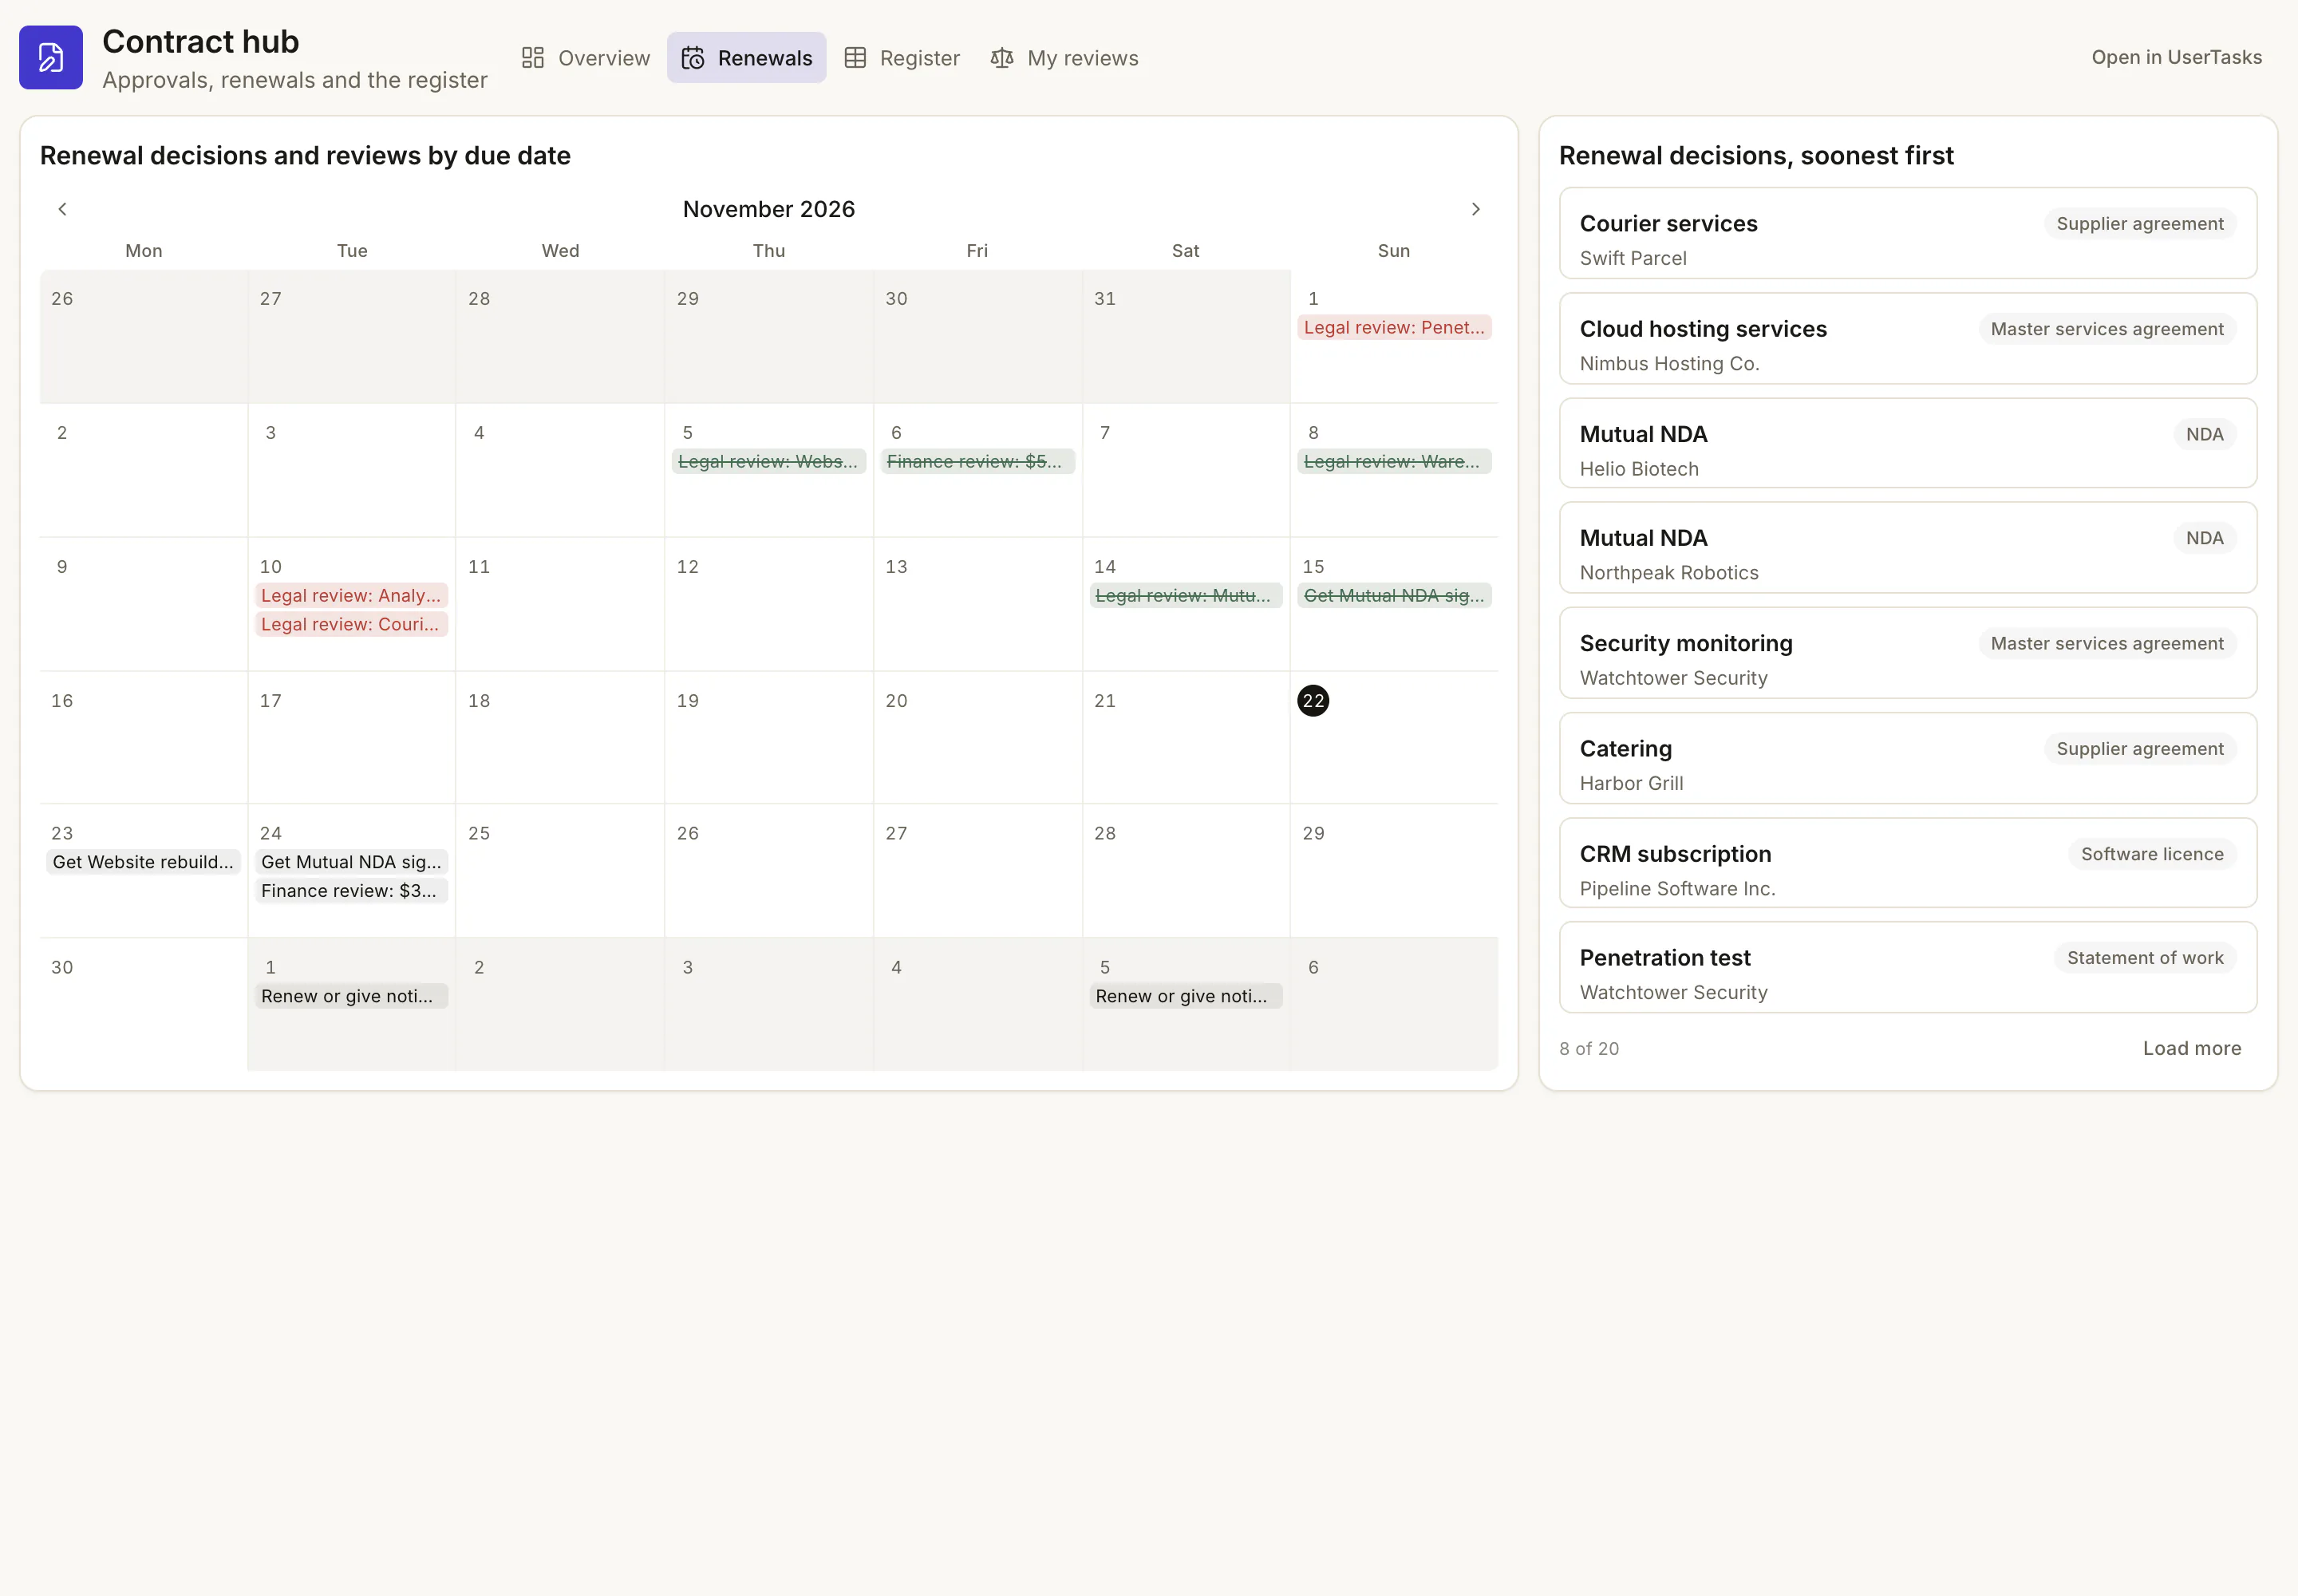 Contract hub
Approvals, renewals and the register
Overview
Renewals
Register
My reviews
Open in UserTasks
Renewal decisions and reviews by due date
November 2026
Mon Tue Wed Thu Fri Sat Sun
26 27 28 29 30 31 1
Legal review: Penet...
2 3 4 5 6 7 8
Legal review: Webs... Finance review: $5... Legal review: Ware...
9 10 11 12 13 14 15
Legal review: Analy... Legal review: Mutu... Get Mutual NDA sig...
Legal review: Couri...
16 17 18 19 20 21 22
23 24 25 26 27 28 29
Get Website rebuild... Get Mutual NDA sig...
Finance review: $3...
30 1 2 3 4 5 6
Renew or give noti... Renew or give noti...
Renewal decisions, soonest first
Courier services Supplier agreement
Swift Parcel
Cloud hosting services Master services agreement
Nimbus Hosting Co.
Mutual NDA NDA
Helio Biotech
Mutual NDA NDA
Northpeak Robotics
Security monitoring Master services agreement
Watchtower Security
Catering Supplier agreement
Harbor Grill
CRM subscription Software licence
Pipeline Software Inc.
Penetration test Statement of work
Watchtower Security
8 of 20 Load more